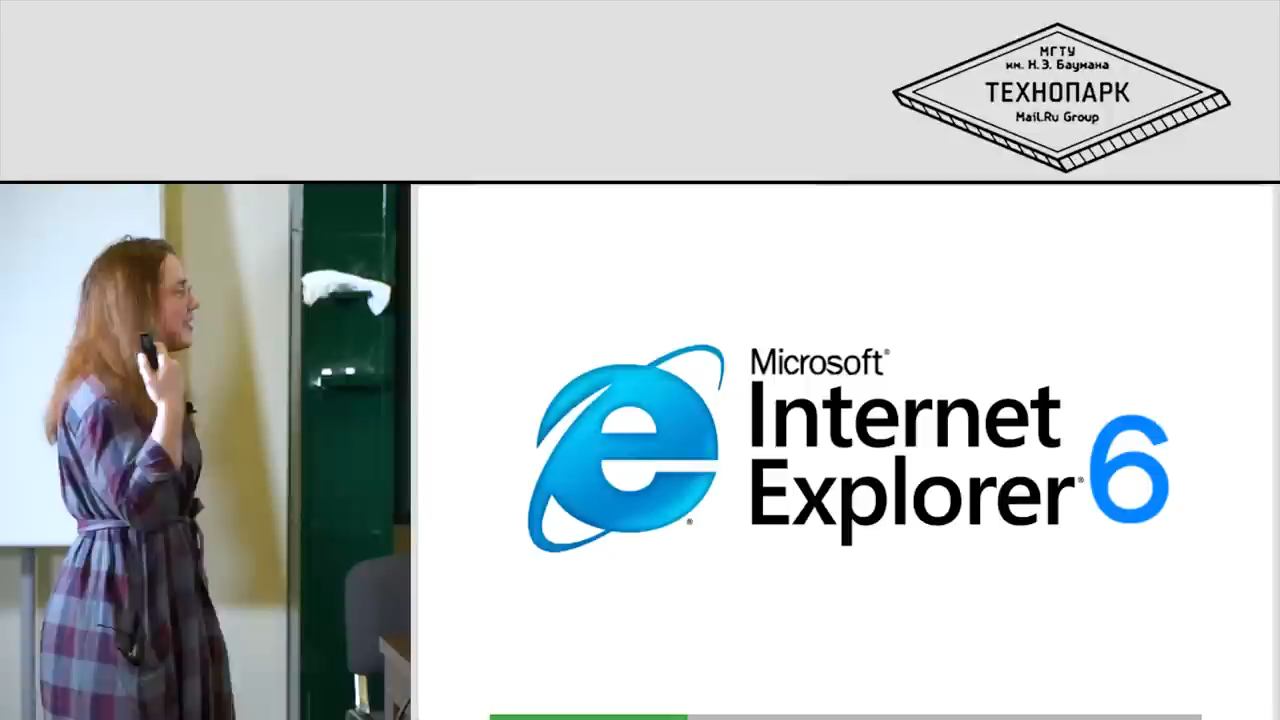 МГТУ
им. Н.Э. Баумана
ТЕХНОПАРК
Mail.Ru Group
Microsoft®
Internet
Explorer® 6